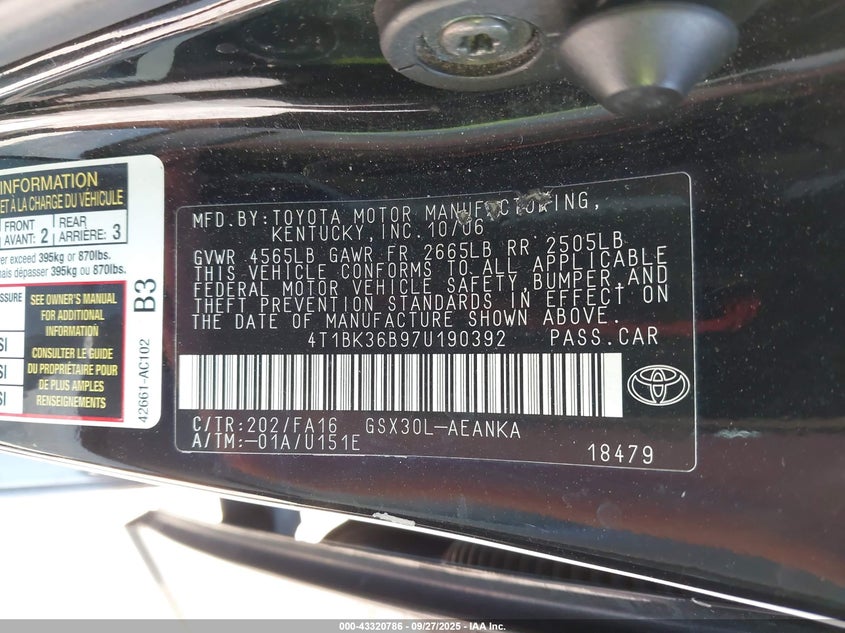 INFORMATION
ET À LA CHARGE DU VÉHICULE
FRONT
AVANT: 2
REAR
ARRIÈRE: 3
exceed 395kg or 870lbs.
dépasser 395kg ou 870lbs.
SEE OWNER'S MANUAL
FOR ADDITIONAL
INFORMATION
CONSULTER LE GUIDE
DU PROPRIÉTAIRE
DE PLUS AMPLES
RENSEIGNEMENTS
B3
42661-AC102
MFD.BY:TOYOTA MOTOR MANUFACTURING,
KENTUCKY,INC.10/06
GVWR 4565LB GAWR FR 2665LB RR 2505LB
THIS VEHICLE CONFORMS TO ALL APPLICABLE
FEDERAL MOTOR VEHICLE SAFETY,BUMPER,AND
THEFT PREVENTION STANDARDS IN EFFECT ON
THE DATE OF MANUFACTURE SHOWN ABOVE.
4T1BK36B97U190392 PASS.CAR
C/TR:202/FA16 GSX30L-AEANKA
A/TM:-01A/U151E
18479
000-43320786 - 09/27/2025 - IAA Inc.